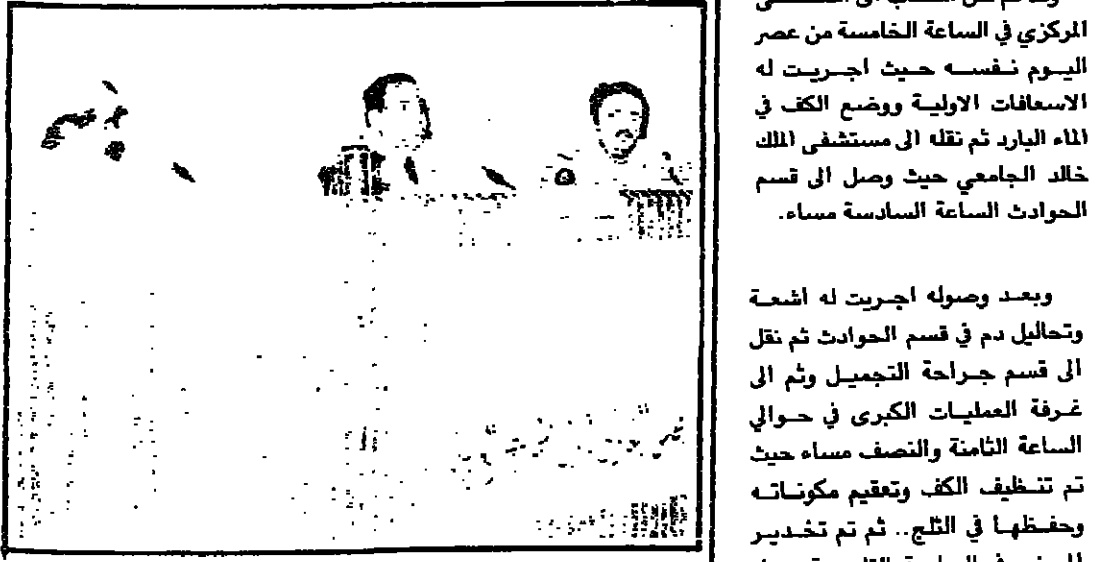 المركزي في الساعة الخامسة من عصر
اليوم نفسه حيث اجريت له
الاسعافات الاولية ووضع الكف في
الماء البارد ثم نقله الى مستشفى الملك
خالد الجامعي حيث وصل الى قسم
الحوادث الساعة السادسة مساء.
وبعد وصوله اجريت له اشعة
وتحاليل دم في قسم الحوادث ثم نقل
الى قسم جراحة التجميل وثم الى
غرفة العمليات الكبرى في حوالي
الساعة الثامنة والنصف مساء حيث
تم تنظيف الكف وتعقيم مكوناته
وحفظها في الثلج.. ثم تم تخدير